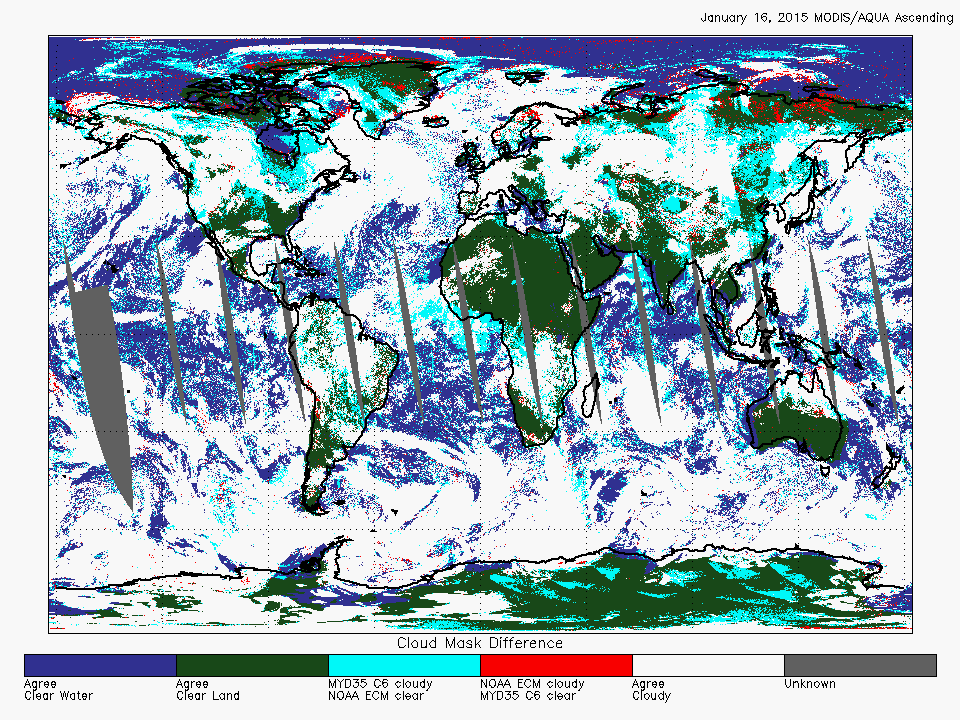 January 16, 2015 MODIS/AQUA Ascending
Cloud Mask Difference
Agree
Clear Water
Agree
Clear Land
MYD35 C6 cloudy
NOAA ECM clear
NOAA ECM cloudy
MYD35 C6 clear
Agree
Cloudy
Unknown